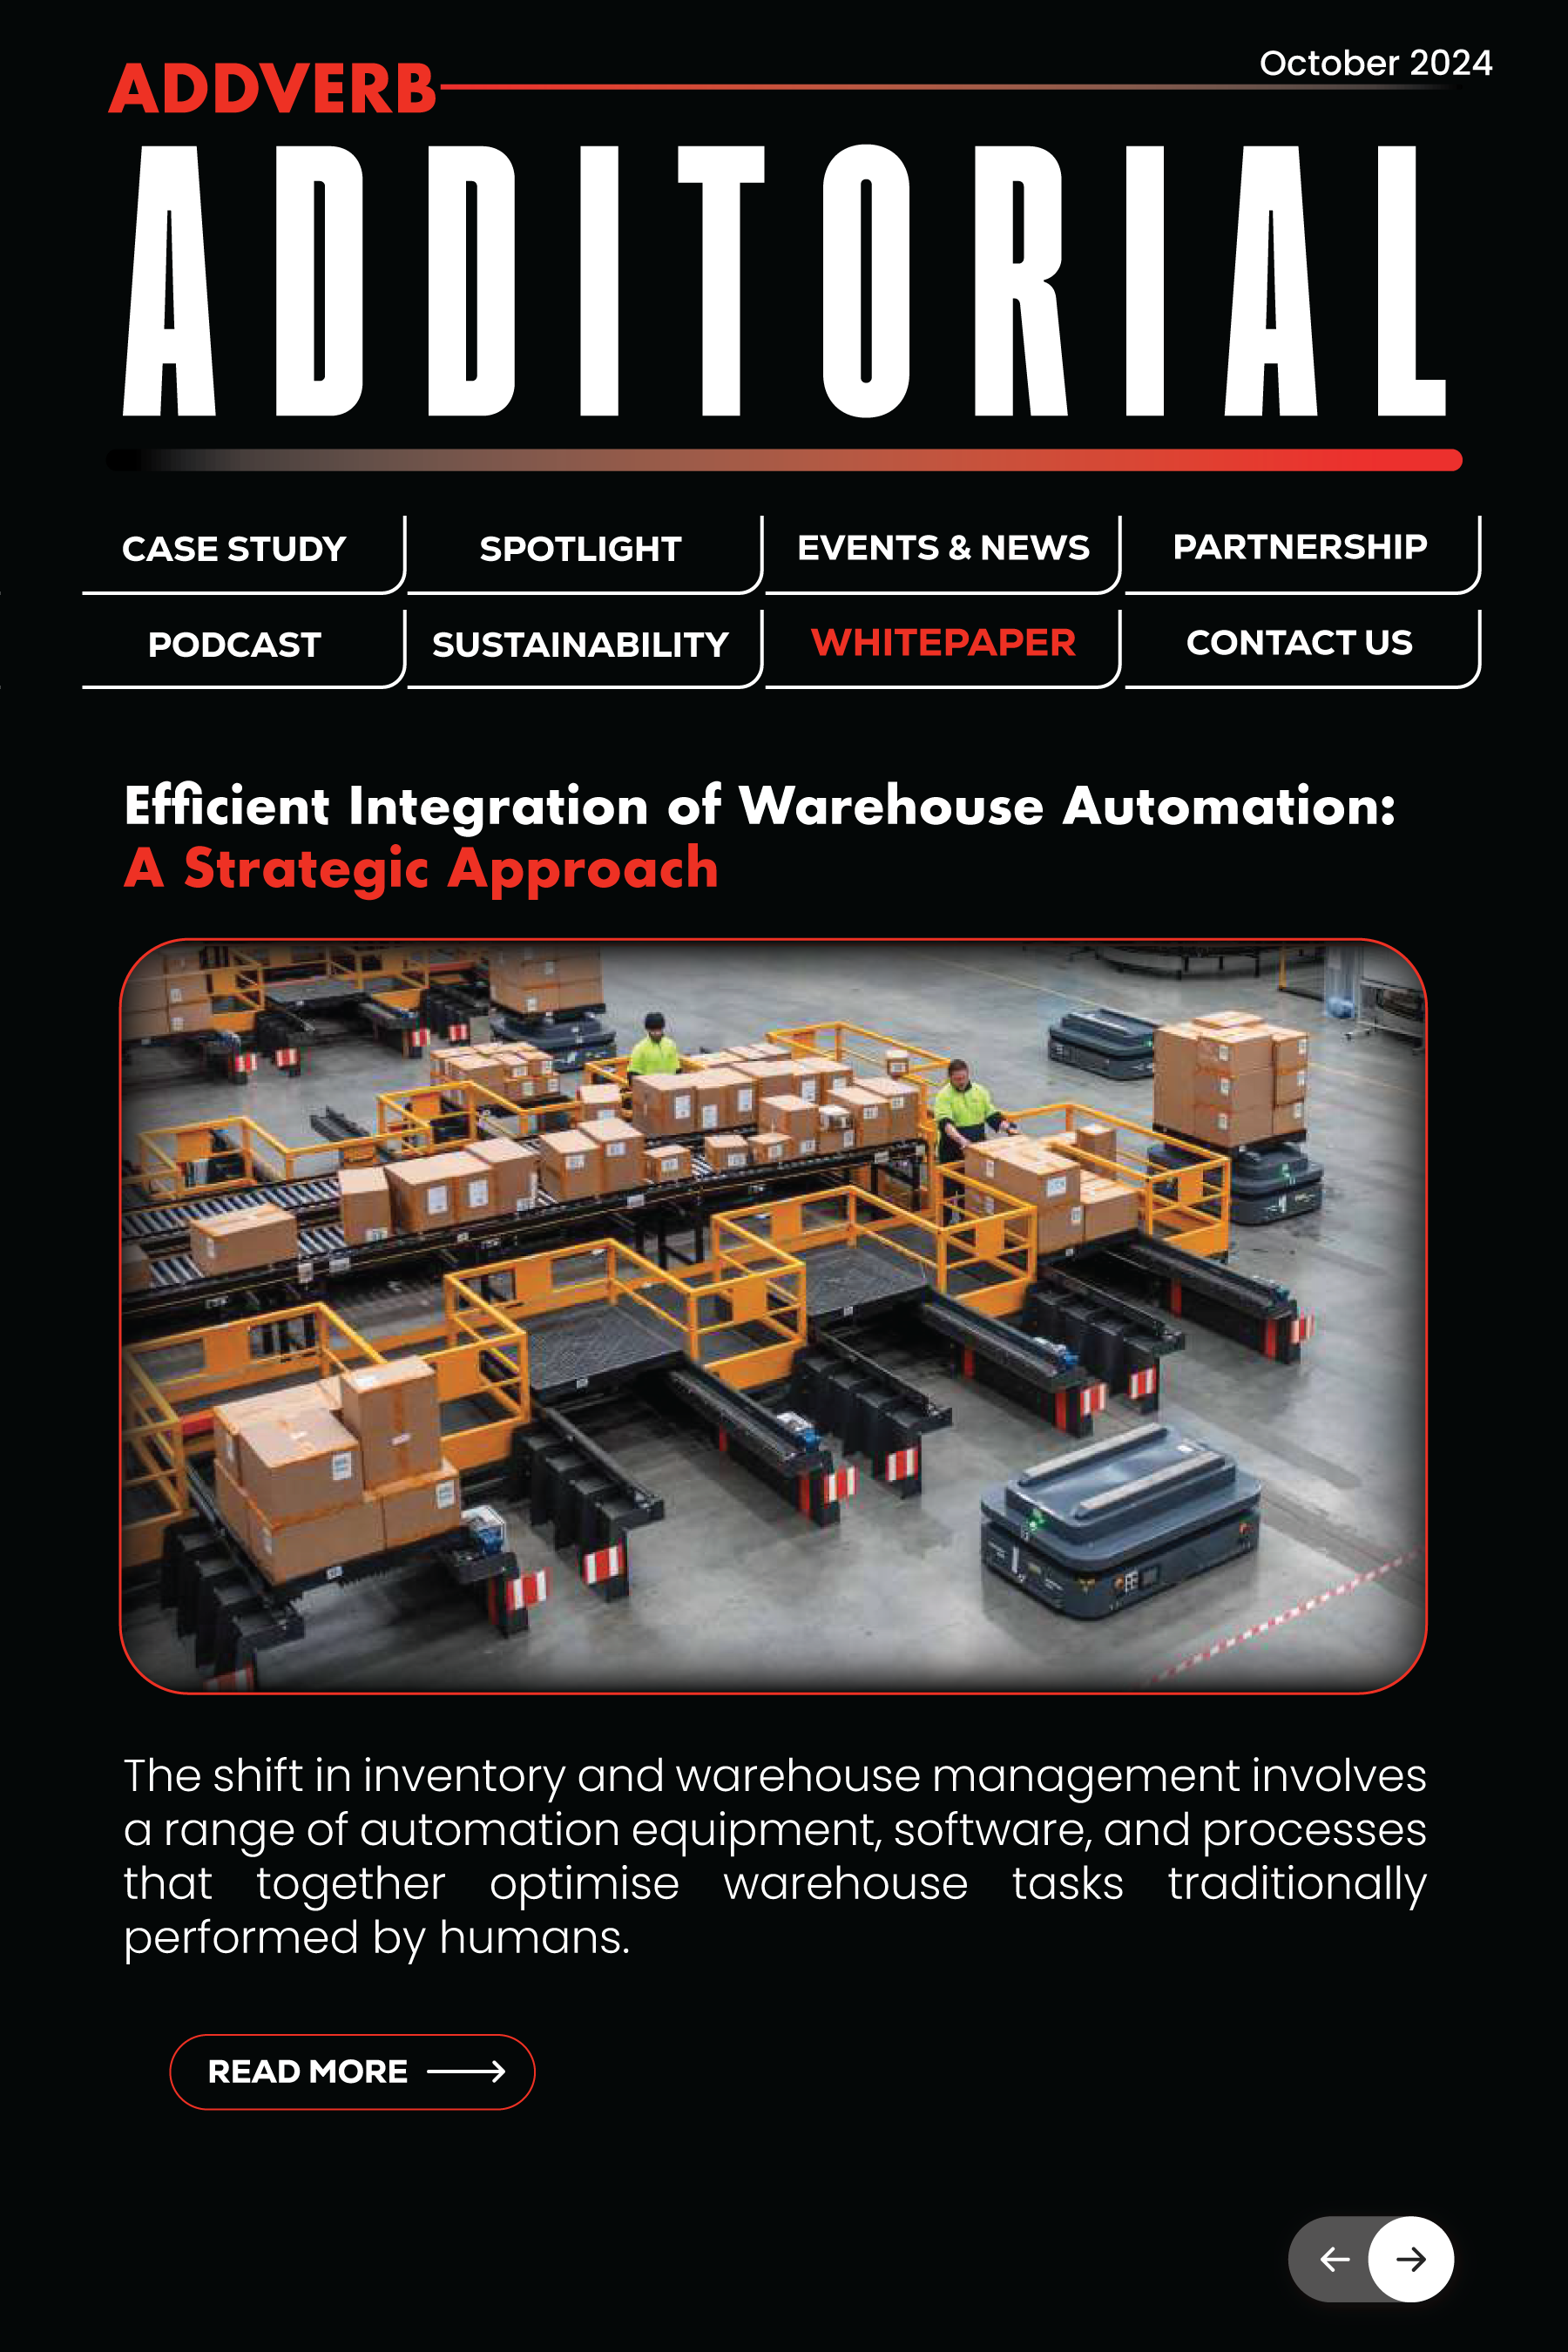 October 2024
ADDVERB
ADDITORIAL
CASE STUDY
SPOTLIGHT
EVENTS & NEWS
PARTNERSHIP
PODCAST
SUSTAINABILITY
WHITEPAPER
CONTACT US
Efficient Integration of Warehouse Automation:
A Strategic Approach
The shift in inventory and warehouse management involves
a range of automation equipment, software, and processes
that together optimise warehouse tasks traditionally
performed by humans.
READ MORE